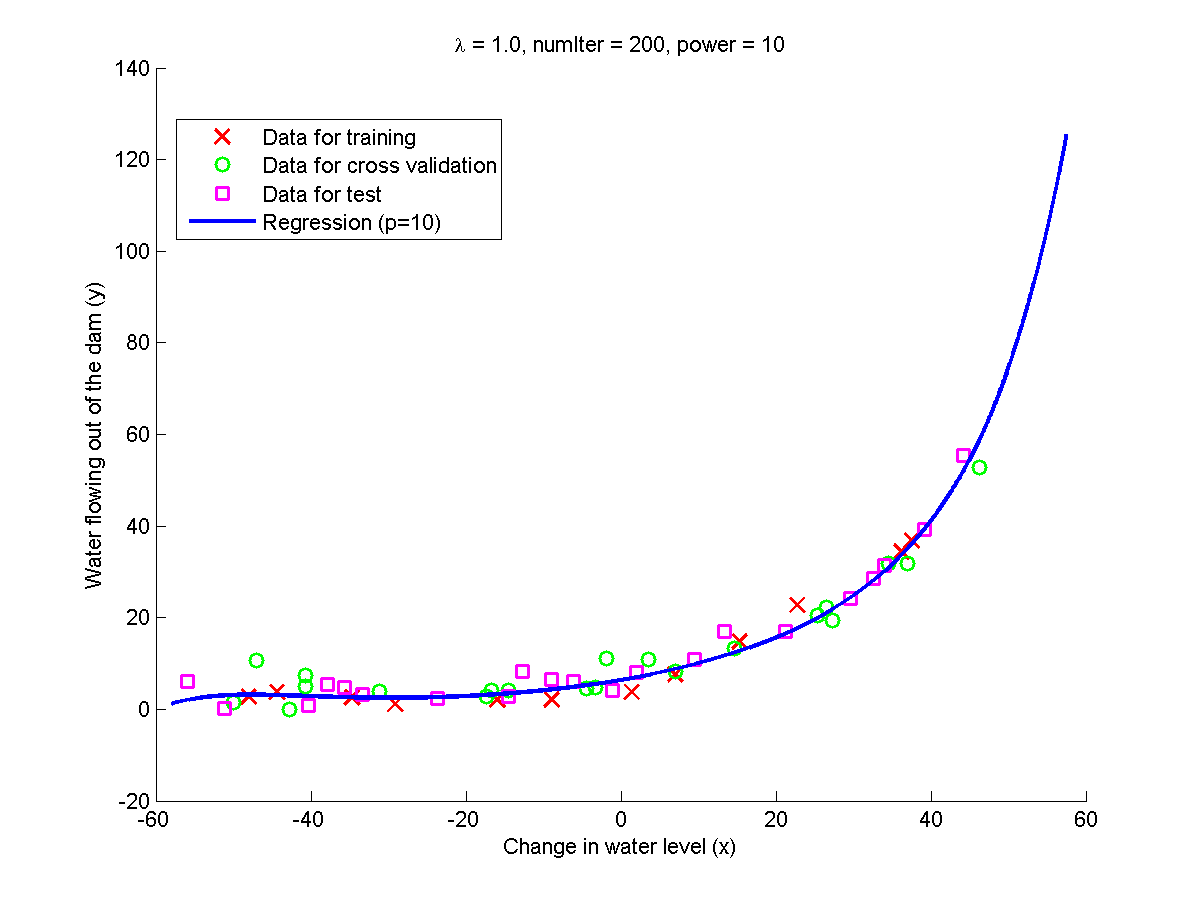 λ = 1.0, numIter = 200, power = 10
140
120
100
80
60
40
20
0
-20
Data for training
Data for cross validation
Data for test
Regression (p=10)
Water flowing out of the dam (y)
-60
-40
-20
0
20
40
60
Change in water level (x)